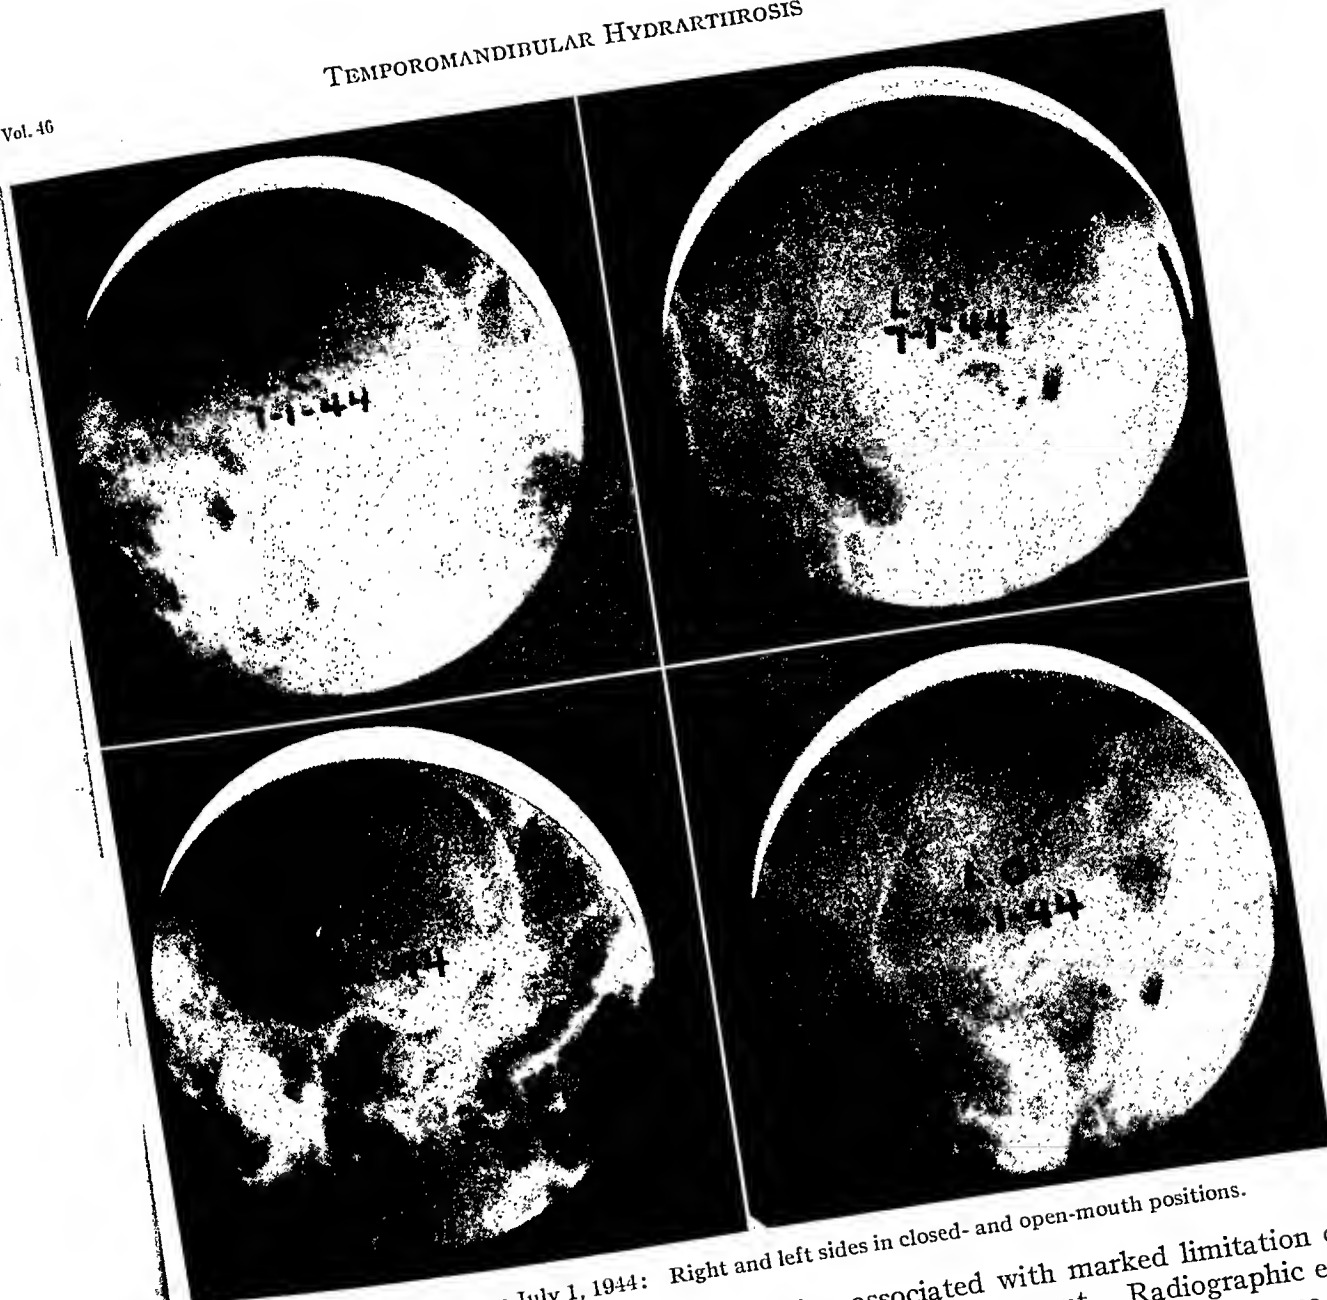 TEMPOROMANDIBULAR HYDRARTHROSIS
Vol. 46
7-1-44
L C
7-1-44
44
L O
1-44
July 1, 1944: Right and left sides in closed- and open-mouth positions.
associated with marked limitation
Radiographic